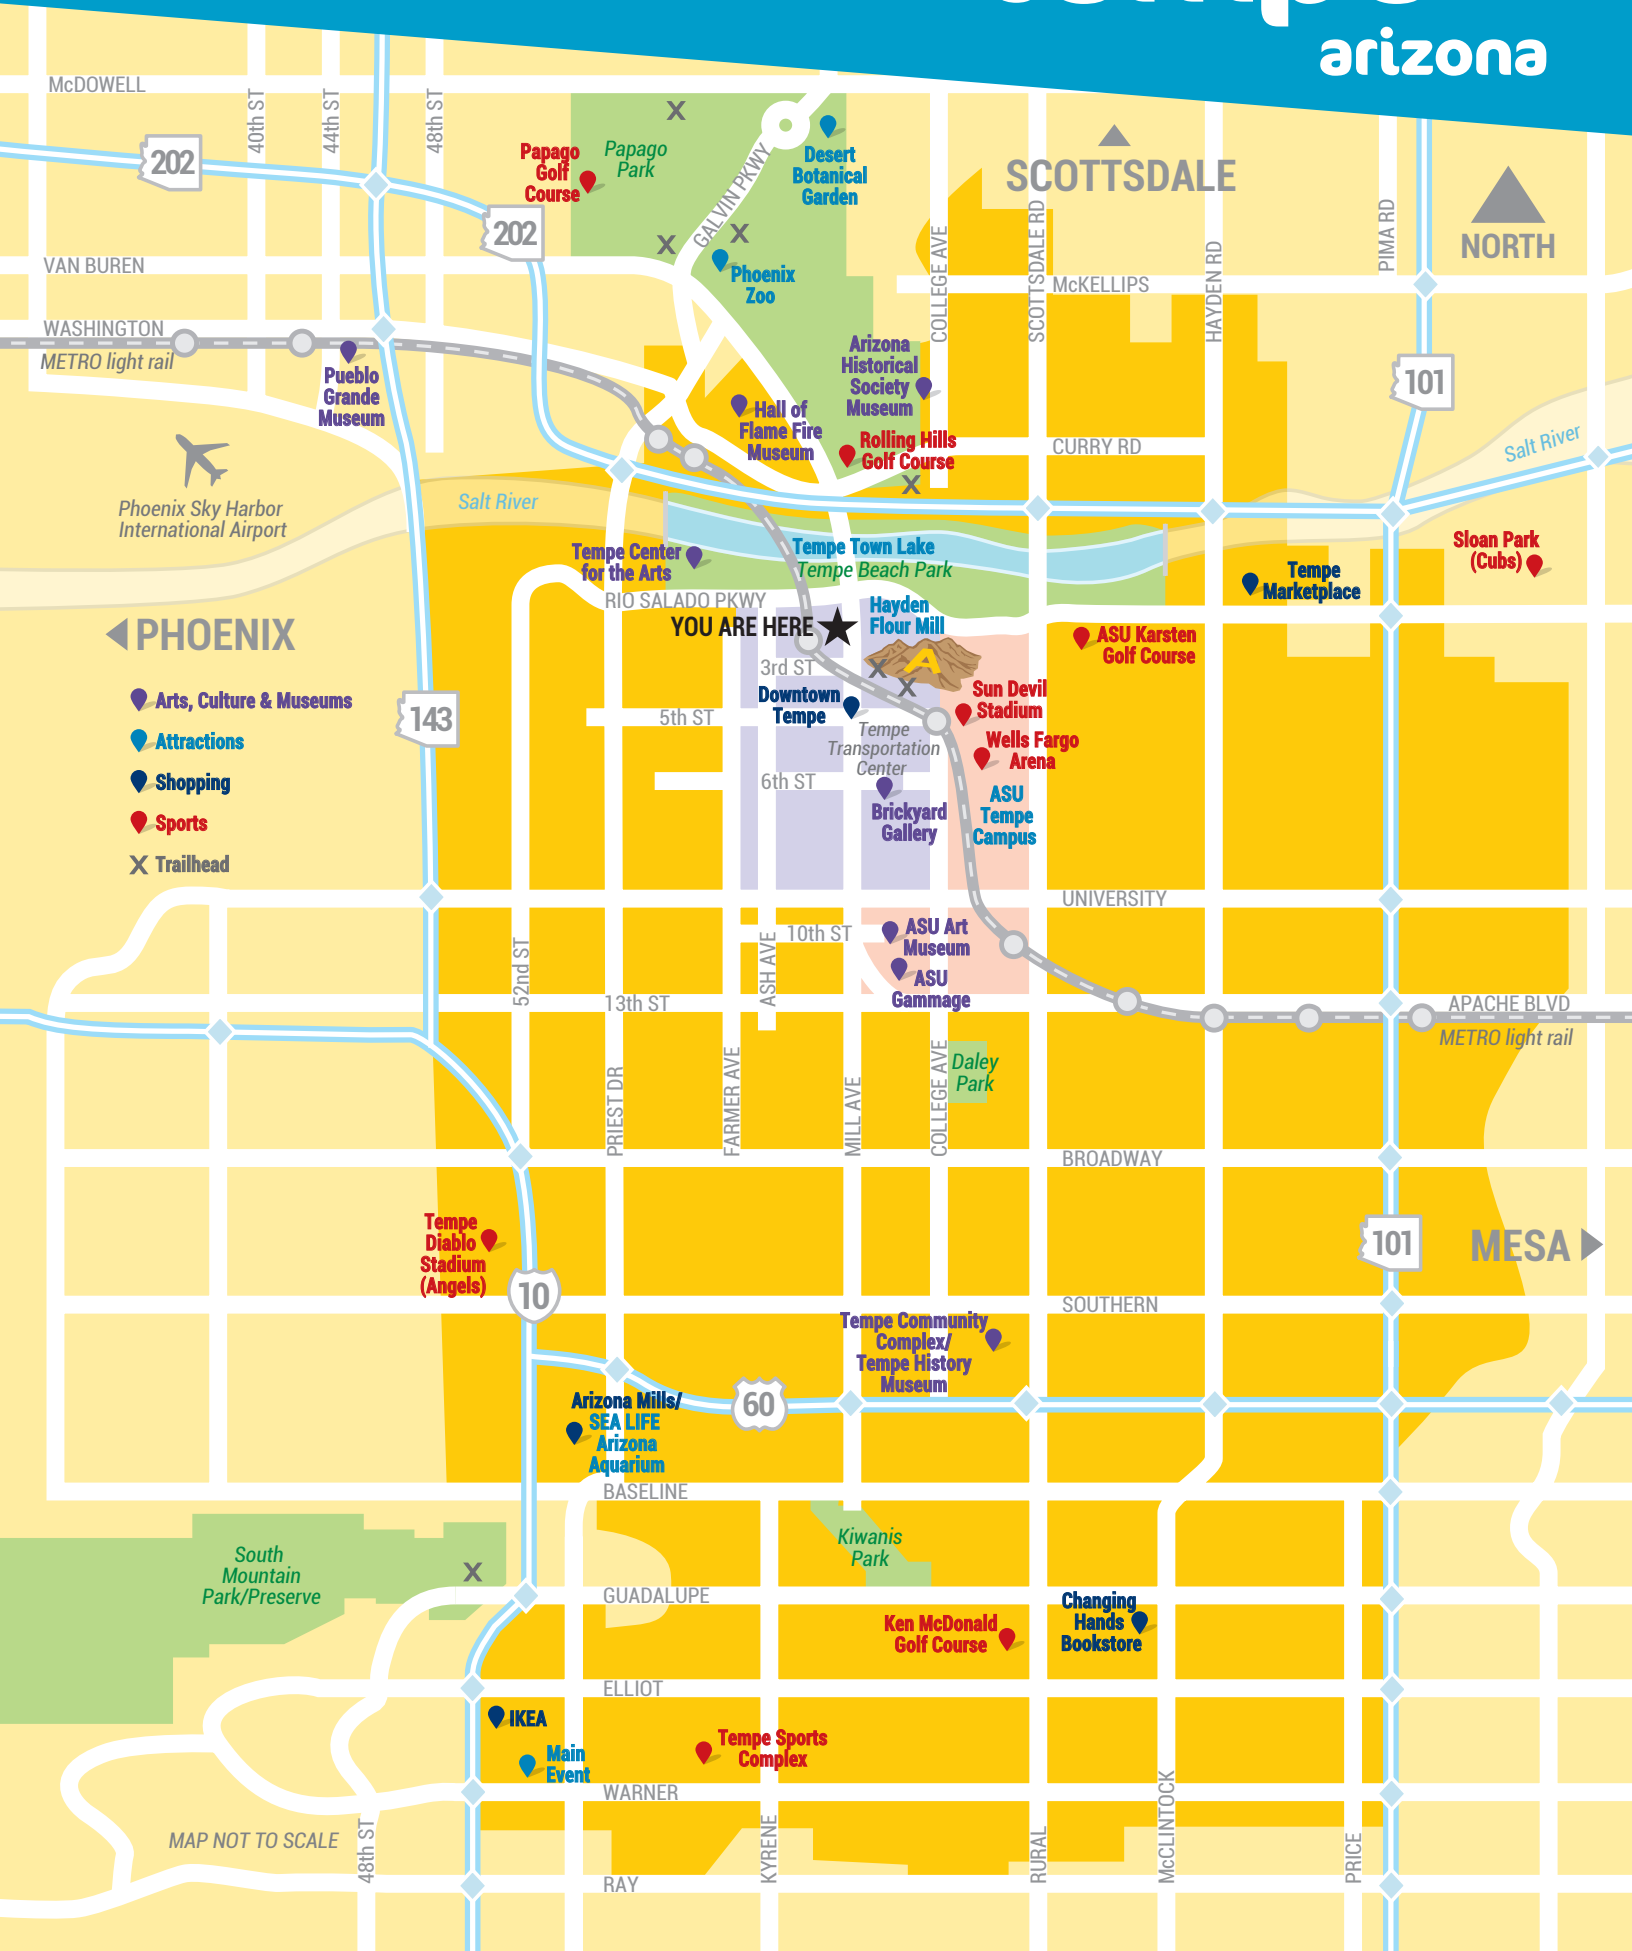 arizona
McDOWELL
40th ST
44th ST
48th ST
202
202
Papago
Golf
Course
Papago
Park
GALVIN PKWY
Desert
Botanical
Garden
SCOTTSDALE
NORTH
PIMA RD
COLLEGE AVE
SCOTTSDALE RD
HAYDEN RD
VAN BUREN
Phoenix
Zoo
McKELLIPS
WASHINGTON
METRO light rail
Pueblo
Grande
Museum
Arizona
Historical
Society
Museum
101
Hall of
Flame Fire
Museum
Rolling Hills
Golf Course
CURRY RD
Salt River
Phoenix Sky Harbor
International Airport
Salt River
Tempe Center
for the Arts
Tempe Town Lake
Tempe Beach Park
Sloan Park
(Cubs)
Tempe
Marketplace
RIO SALADO PKWY
Hayden
Flour Mill
YOU ARE HERE
PHOENIX
ASU Karsten
Golf Course
A
3rd ST
Arts, Culture & Museums
Attractions
Shopping
Sports
X Trailhead
143
5th ST
Downtown
Tempe
Sun Devil
Stadium
Tempe
Transportation
Center
Wells Fargo
Arena
6th ST
Brickyard
Gallery
ASU
Tempe
Campus
UNIVERSITY
10th ST
ASU Art
Museum
ASU
Gammage
52nd ST
ASH AVE
13th ST
APACHE BLVD
METRO light rail
PRIEST DR
FARMER AVE
MILL AVE
COLLEGE AVE
Daley
Park
BROADWAY
Tempe
Diablo
Stadium
(Angels)
101
MESA
10
SOUTHERN
Tempe Community
Complex/
Tempe History
Museum
60
Arizona Mills/
SEA LIFE
Arizona
Aquarium
BASELINE
South
Mountain
Park/Preserve
Kiwanis
Park
GUADALUPE
Ken McDonald
Golf Course
Changing
Hands
Bookstore
ELLIOT
IKEA
Main
Event
Tempe Sports
Complex
WARNER
MAP NOT TO SCALE
48th ST
KYRENE
RURAL
McCLINTOCK
PRICE
RAY